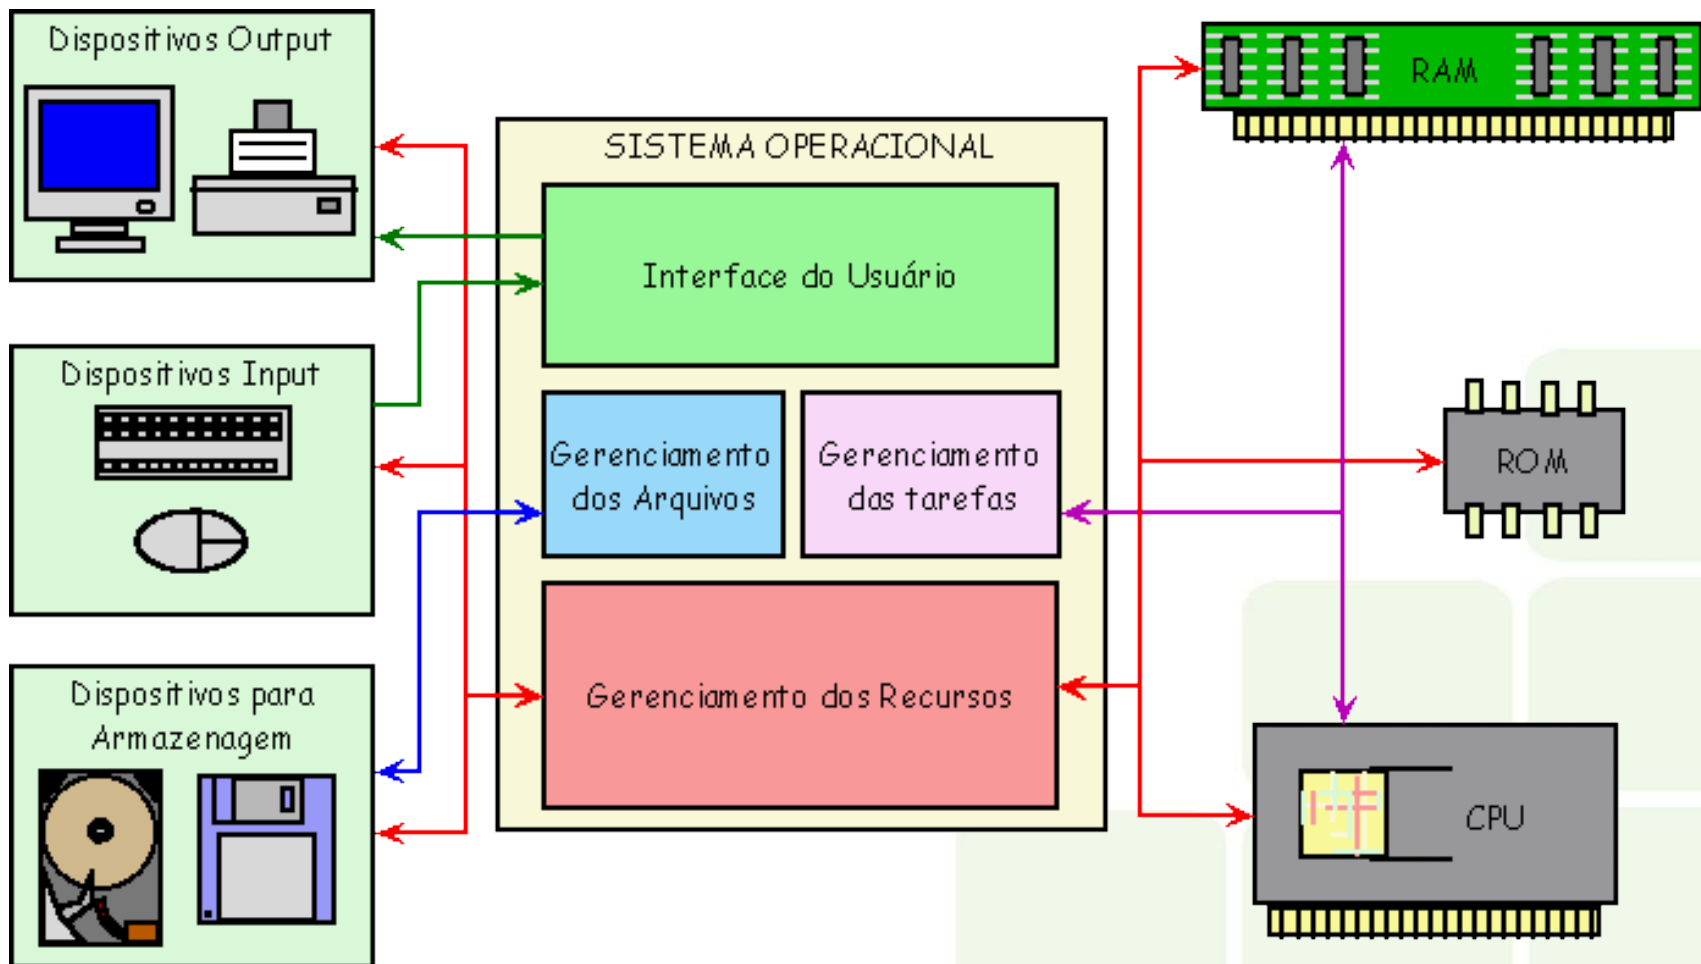 Dispositivos Output
Dispositivos Input
Dispositivos para
Armazenagem
SISTEMA OPERACIONAL
Interface do Usuário
Gerenciamento
dos Arquivos
Gerenciamento
das tarefas
Gerenciamento dos Recursos
RAM
ROM
CPU